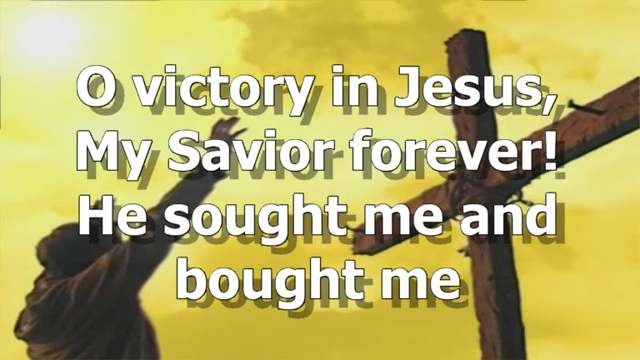 O victory in Jesus,
My Savior forever!
He sought me and
bought me